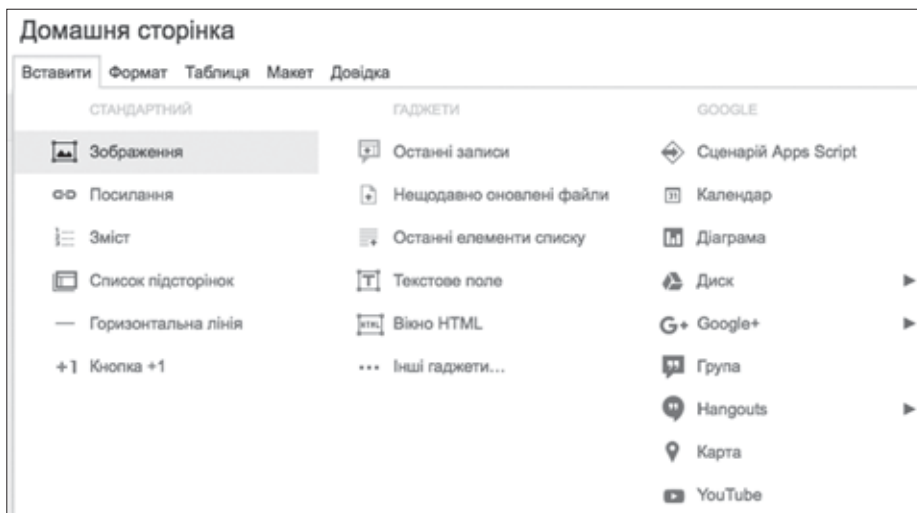 Домашня сторінка
Вставити Формат Таблиця Макет Довідка
СТАНДАРТНИЙ
Зображення
Посилання
Зміст
Список підсторінок
Горизонтальна лінія
+1 Кнопка +1
ГАДЖЕТИ
Останні записи
Нещодавно оновлені файли
Останні елементи списку
Текстове поле
HTML Вікно HTML
Інші гаджети...
GOOGLE
Сценарій Apps Script
31 Календар
Діаграма
Диск
G+ Google+
Група
Hangouts
Карта
YouTube